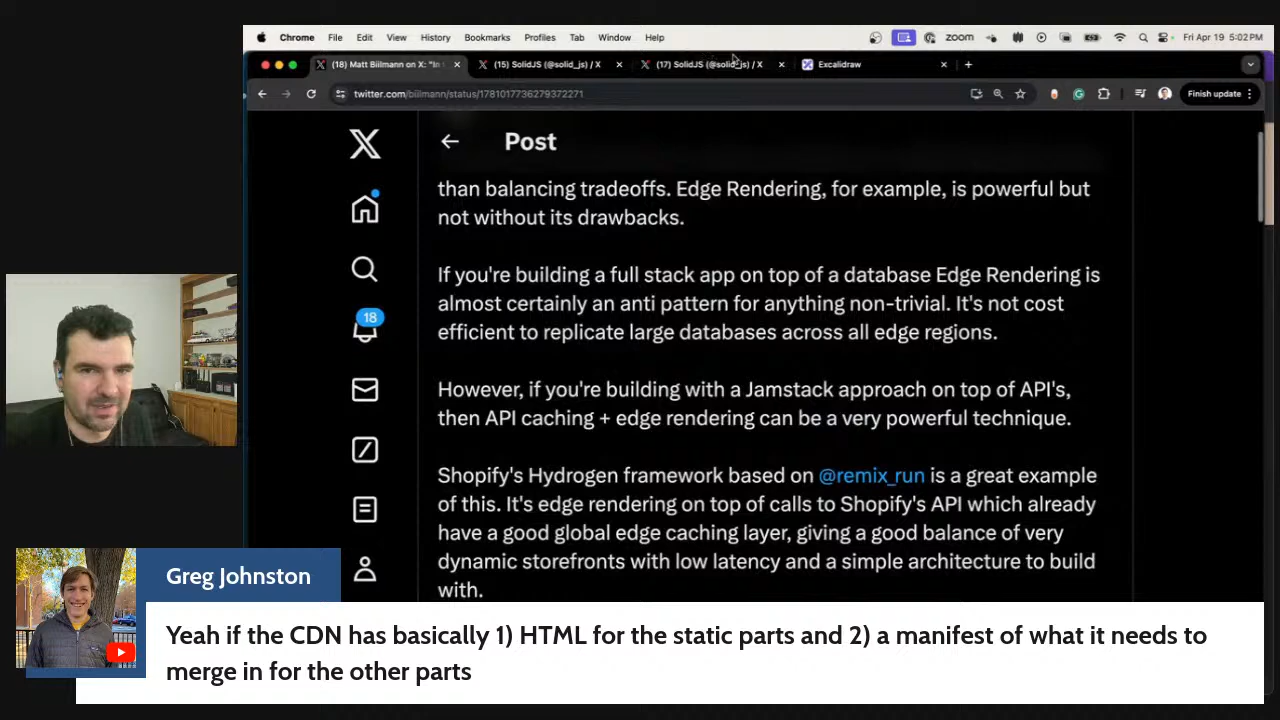 Chrome File Edit View History Bookmarks Profiles Tab Window Help
zoom
Fri Apr 19 5:02 PM
(18) Matt Biilmann on X: "In
(15) SolidJS (@solid_js) / X
(17) SolidJS (@solid_js) / X
Excalidraw
twitter.com/biilmann/status/1781017736279372271
Finish update
Post
than balancing tradeoffs. Edge Rendering, for example, is powerful but
not without its drawbacks.
If you're building a full stack app on top of a database Edge Rendering is
almost certainly an anti pattern for anything non-trivial. It's not cost
efficient to replicate large databases across all edge regions.
However, if you're building with a Jamstack approach on top of API's,
then API caching + edge rendering can be a very powerful technique.
Shopify's Hydrogen framework based on @remix_run is a great example
of this. It's edge rendering on top of calls to Shopify's API which already
have a good global edge caching layer, giving a good balance of very
dynamic storefronts with low latency and a simple architecture to build
with.
18
Greg Johnston
Yeah if the CDN has basically 1) HTML for the static parts and 2) a manifest of what it needs to
merge in for the other parts